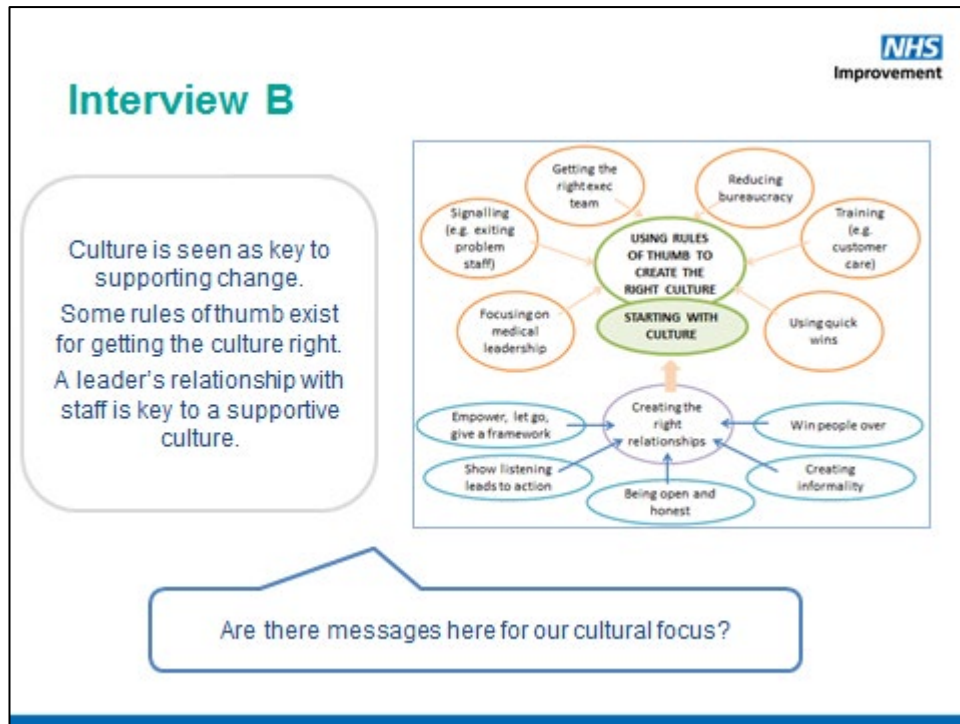 NHS
Improvement
Interview B
Culture is seen as key to
supporting change.
Some rules of thumb exist
for getting the culture right.
A leader's relationship with
staff is key to a supportive
culture.
Getting the
right exec
team
Reducing
bureaucracy
Signalling
(e.g. exiting
problem
staff)
USING RULES
OF THUMB TO
CREATE THE
RIGHT CULTURE
Training
(e.g.
customer
care)
Focusing on
medical
leadership
STARTING WITH
CULTURE
Using quick
wins
Empower, let go,
give a framework
Creating the
right
relationships
Win people over
Show listening
leads to action
Being open and
honest
Creating
informality
Are there messages here for our cultural focus?